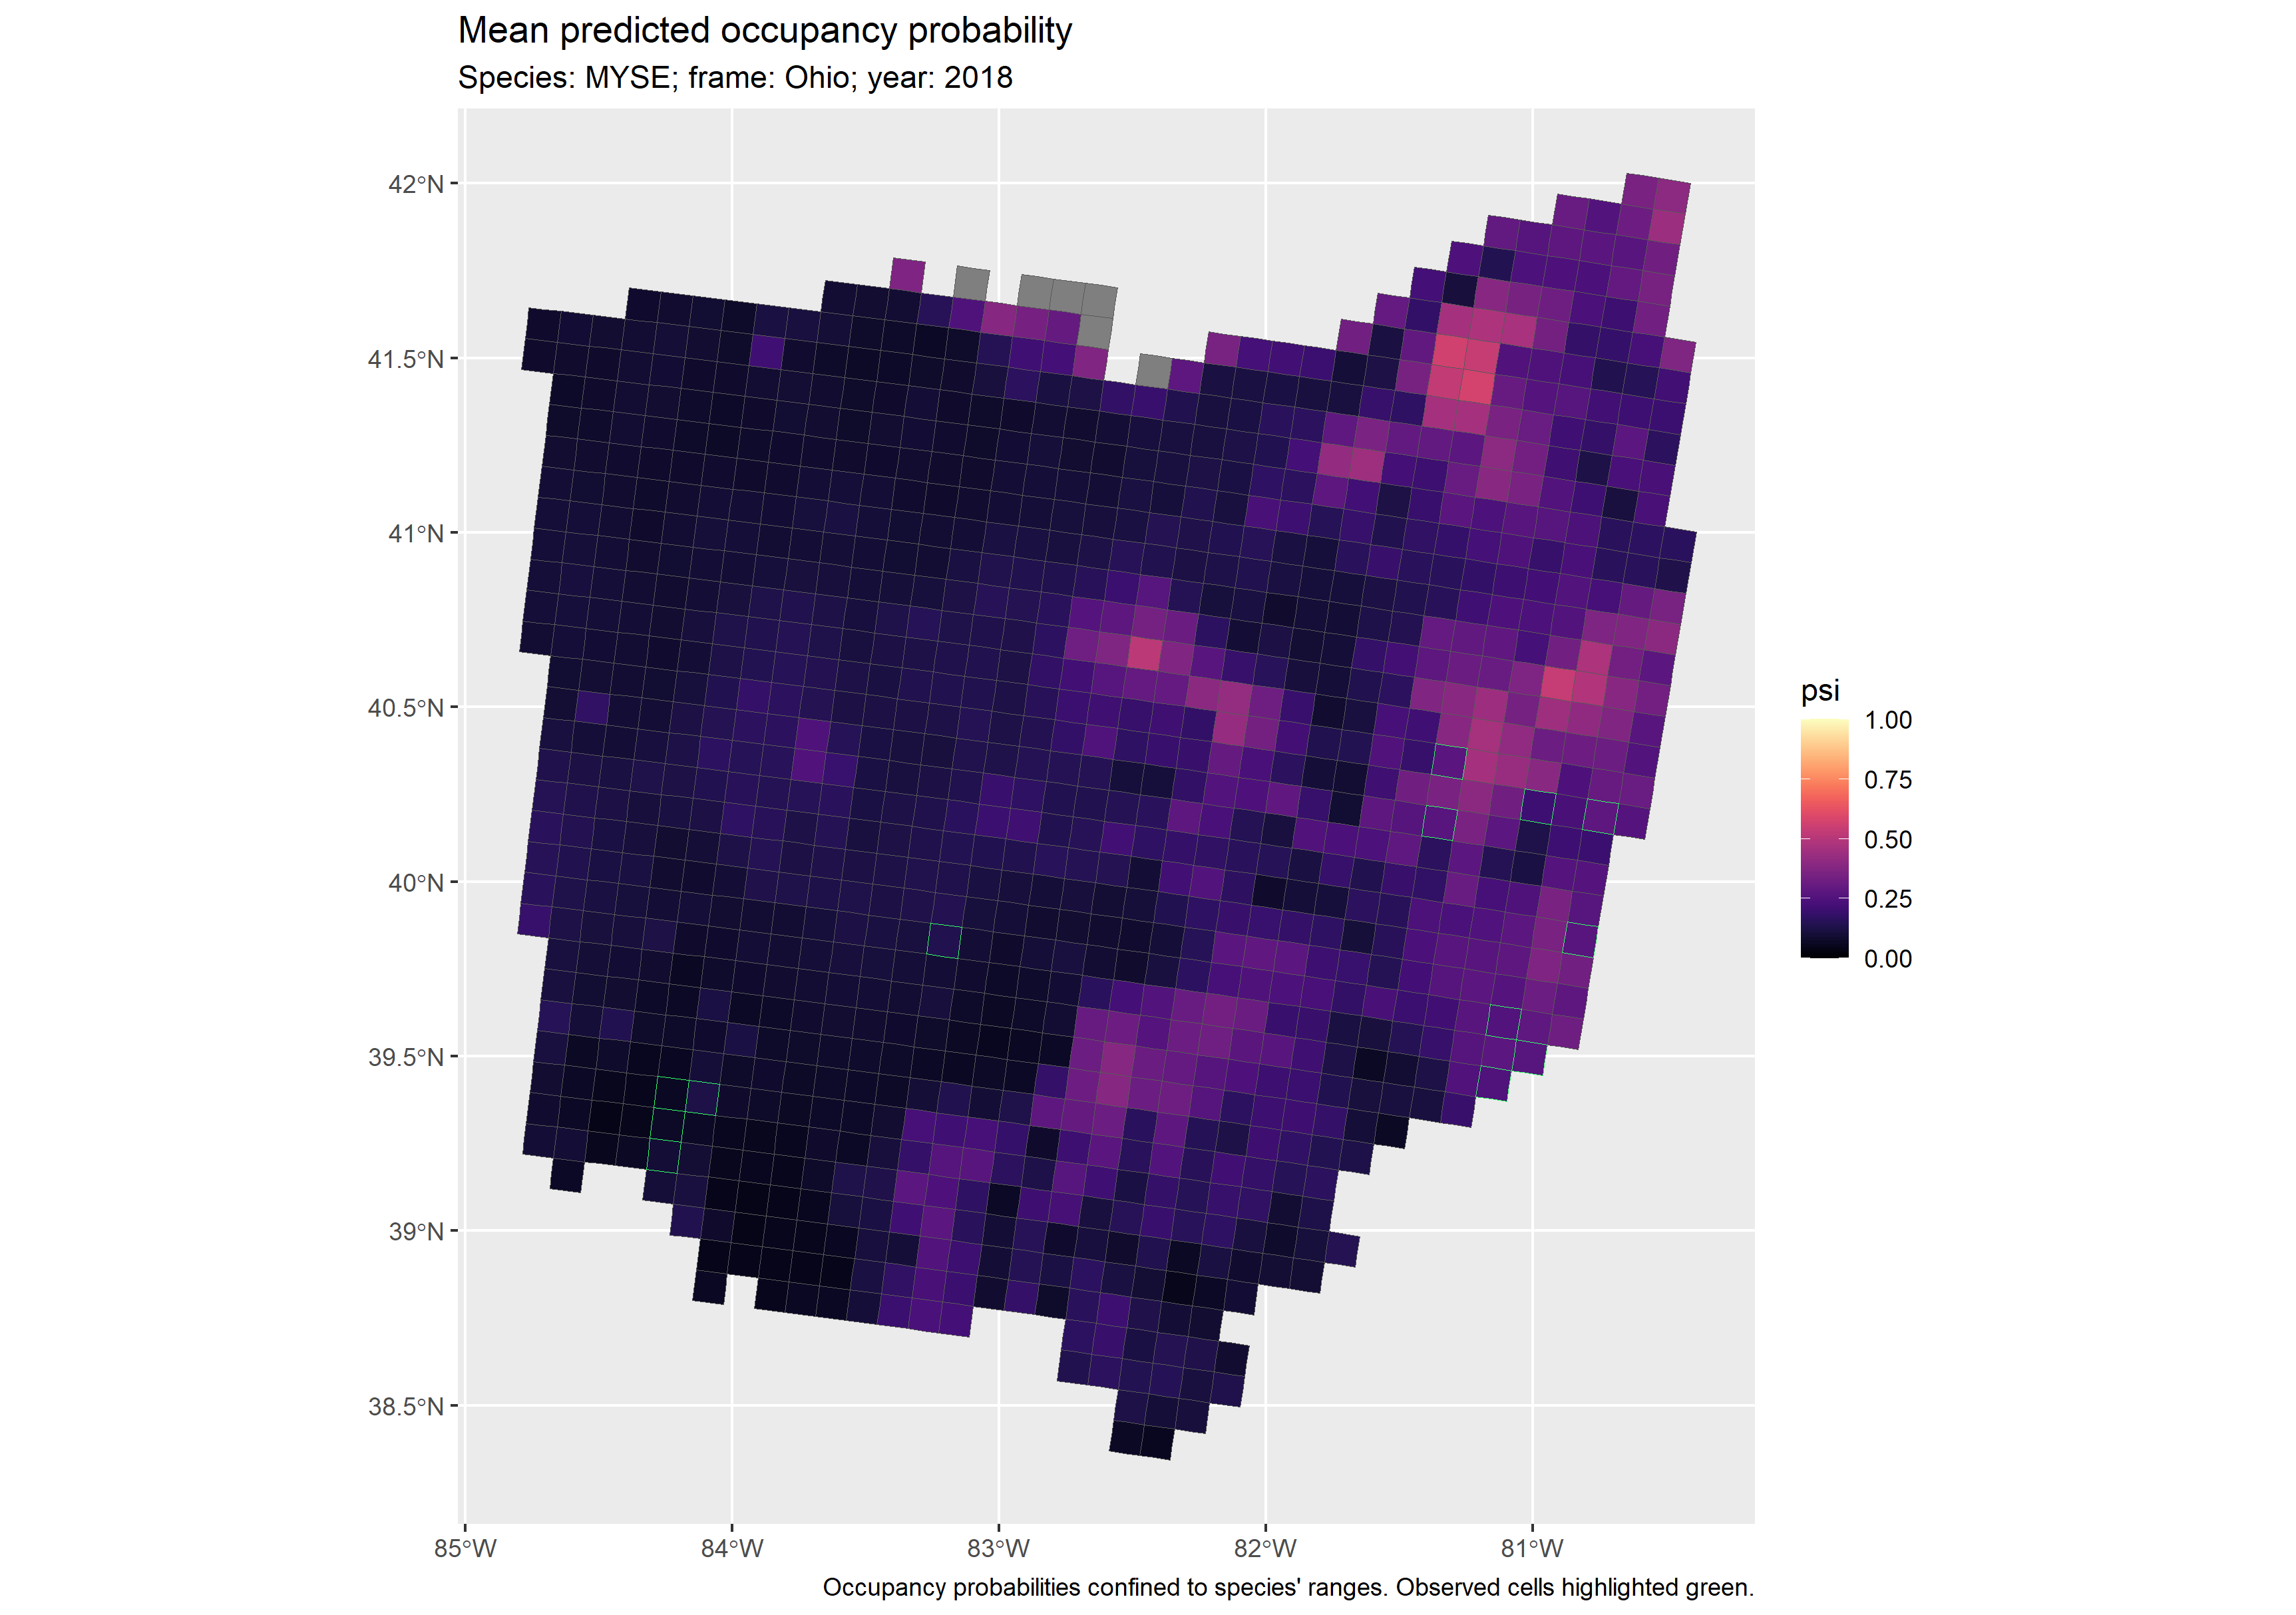 Mean predicted occupancy probability
Species: MYSE; frame: Ohio; year: 2018
42°N
41.5°N
41°N
40.5°N
40°N
39.5°N
39°N
38.5°N
85°W
84°W
83°W
82°W
81°W
psi
1.00
0.75
0.50
0.25
0.00
Occupancy probabilities confined to species' ranges. Observed cells highlighted green.